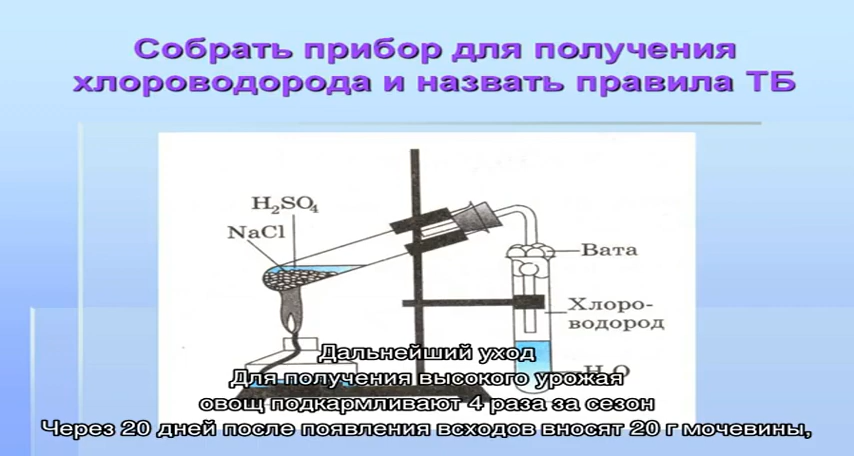 Собрать прибор для получения
хлороводорода и назвать правила ТБ
H₂SO₄
NaCl
Вата
Хлоро-
водород
H₂O
Дальнейший уход
Для получения высокого урожая
овощ подкармливают 4 раза за сезон
Через 20 дней после появления всходов вносят 20 г мочевины,